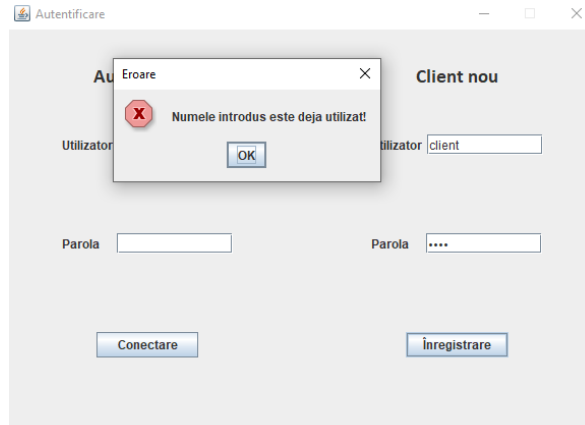 Autentificare
Au
Client nou
Eroare
Numele introdus este deja utilizat!
OK
Utilizator
tilizator client
Parola
Parola
Conectare
Înregistrare